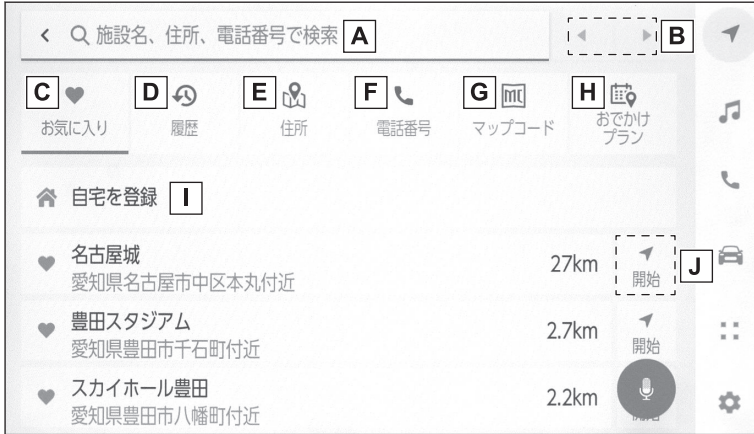 施設名、住所、電話番号で検索 A
B
C
お気に入り
D
履歴
E
住所
F
電話番号
G
マップコード
H
おでかけ
プラン
自宅を登録 I
名古屋城
愛知県名古屋市中区本丸付近
27km
開始
J
豊田スタジアム
愛知県豊田市千石町付近
2.7km
開始
スカイホール豊田
愛知県豊田市八幡町付近
2.2km